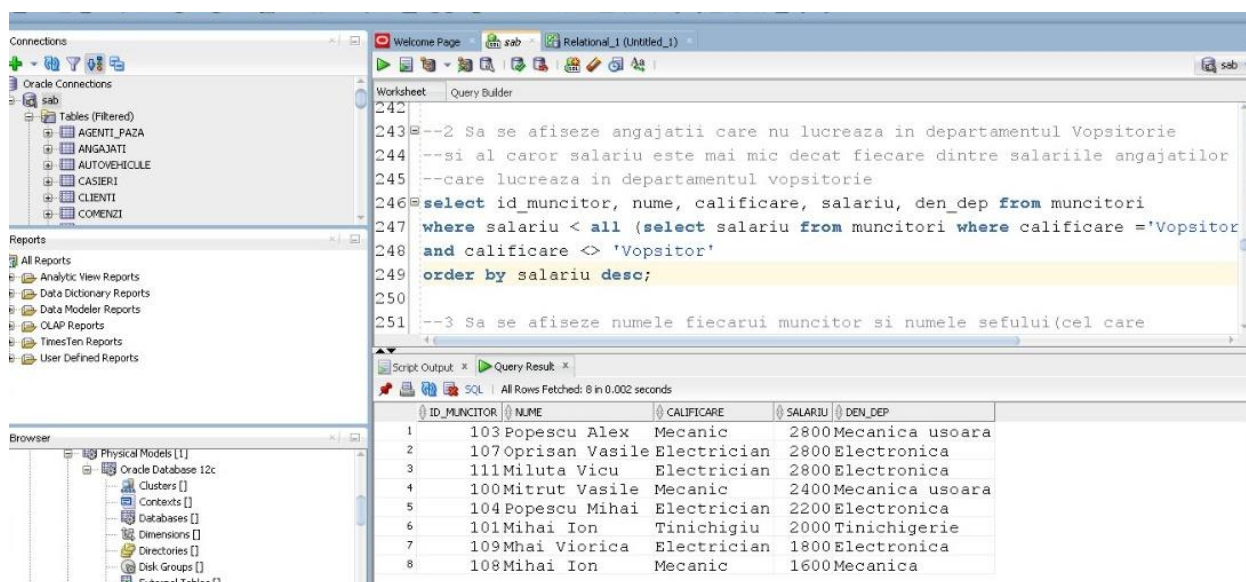 Connections
Oracle Connections
sab
Tables (Filtered)
AGENTI_PAZA
ANGAJATI
AUTOVEHICULE
CASIERI
CLIENTI
COMENZI
Reports
All Reports
Analytic View Reports
Data Dictionary Reports
Data Modeler Reports
OLAP Reports
TimesTen Reports
User Defined Reports
Browser
Physical Models [1]
Oracle Database 12c
Clusters []
Contexts []
Databases []
Dimensions []
Directories []
Disk Groups []
Welcome Page sab Relational_1 (Untitled_1)
sab
Worksheet Query Builder
242
243 --2 Sa se afiseze angajatii care nu lucreaza in departamentul Vopsitorie
244 --si al caror salariu este mai mic decat fiecare dintre salariile angajatilor
245 --care lucreaza in departamentul vopsitorie
246 select id_muncitor, nume, calificare, salariu, den_dep from muncitori
247 where salariu < all (select salariu from muncitori where calificare ='Vopsitor
248 and calificare <> 'Vopsitor'
249 order by salariu desc;
250
251 --3 Sa se afiseze numele fiecarui muncitor si numele sefului(cel care
Script Output x Query Result x
SQL | All Rows Fetched: 8 in 0.002 seconds
ID_MUNCITOR NUME CALIFICARE SALARIU DEN_DEP
1 103 Popescu Alex Mecanic 2800 Mecanica usoara
2 107 Oprisan Vasile Electrician 2800 Electronica
3 111 Miluta Vicu Electrician 2800 Electronica
4 100 Mitrut Vasile Mecanic 2400 Mecanica usoara
5 104 Popescu Mihai Electrician 2200 Electronica
6 101 Mihai Ion Tinichigiu 2000 Tinichigerie
7 109 Mhai Viorica Electrician 1800 Electronica
8 108 Mihai Ion Mecanic 1600 Mecanica